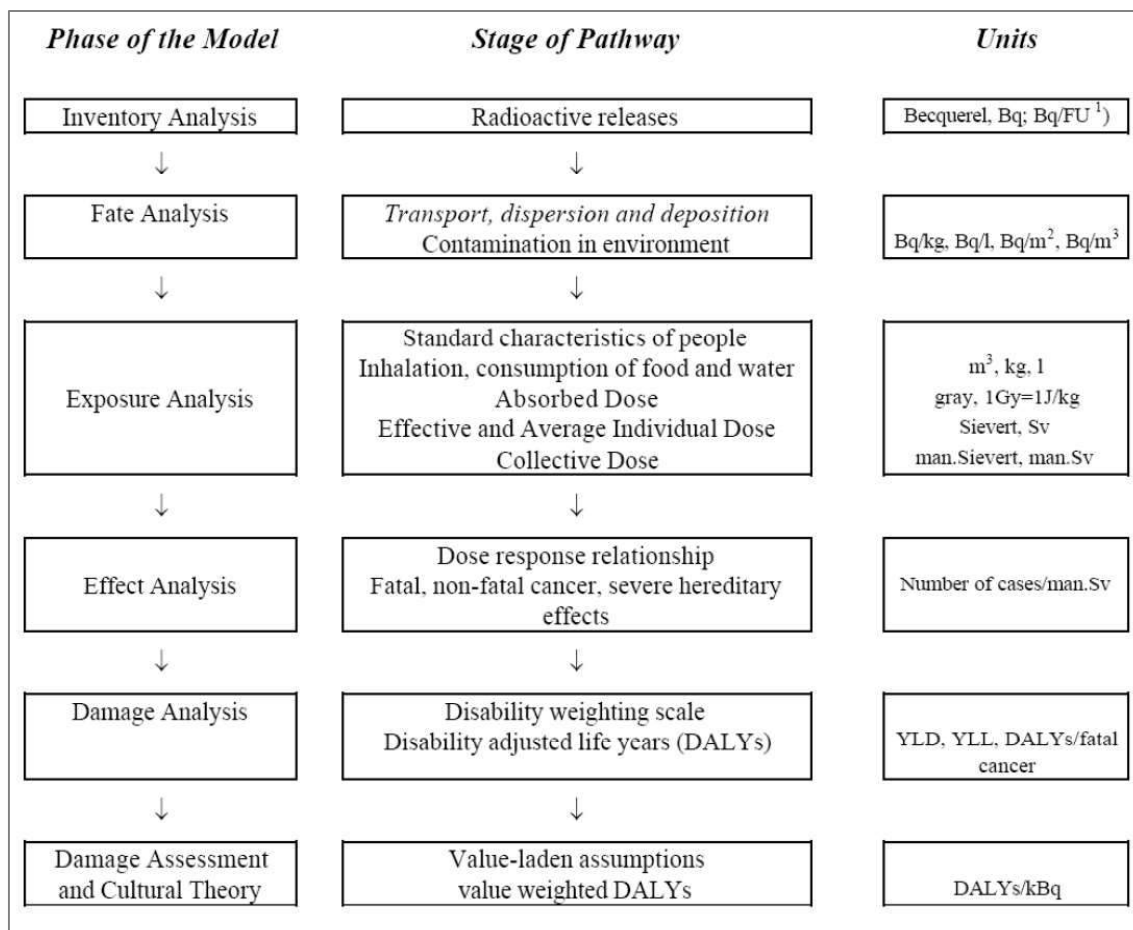 Phase of the Model Stage of Pathway Units
Inventory Analysis Radioactive releases Becquerel, Bq; Bq/FU ¹)
↓ ↓
Fate Analysis Transport, dispersion and deposition
Contamination in environment Bq/kg, Bq/l, Bq/m², Bq/m³
↓ ↓
Standard characteristics of people
Inhalation, consumption of food and water m³, kg, l
Exposure Analysis Absorbed Dose gray, 1Gy=1J/kg
Effective and Average Individual Dose Sievert, Sv
Collective Dose man.Sievert, man.Sv
↓ ↓
Dose response relationship
Effect Analysis Fatal, non-fatal cancer, severe hereditary Number of cases/man.Sv
effects
↓ ↓
Damage Analysis Disability weighting scale
Disability adjusted life years (DALYs) YLD, YLL, DALYs/fatal
cancer
↓ ↓
Damage Assessment Value-laden assumptions
and Cultural Theory value weighted DALYs DALYs/kBq